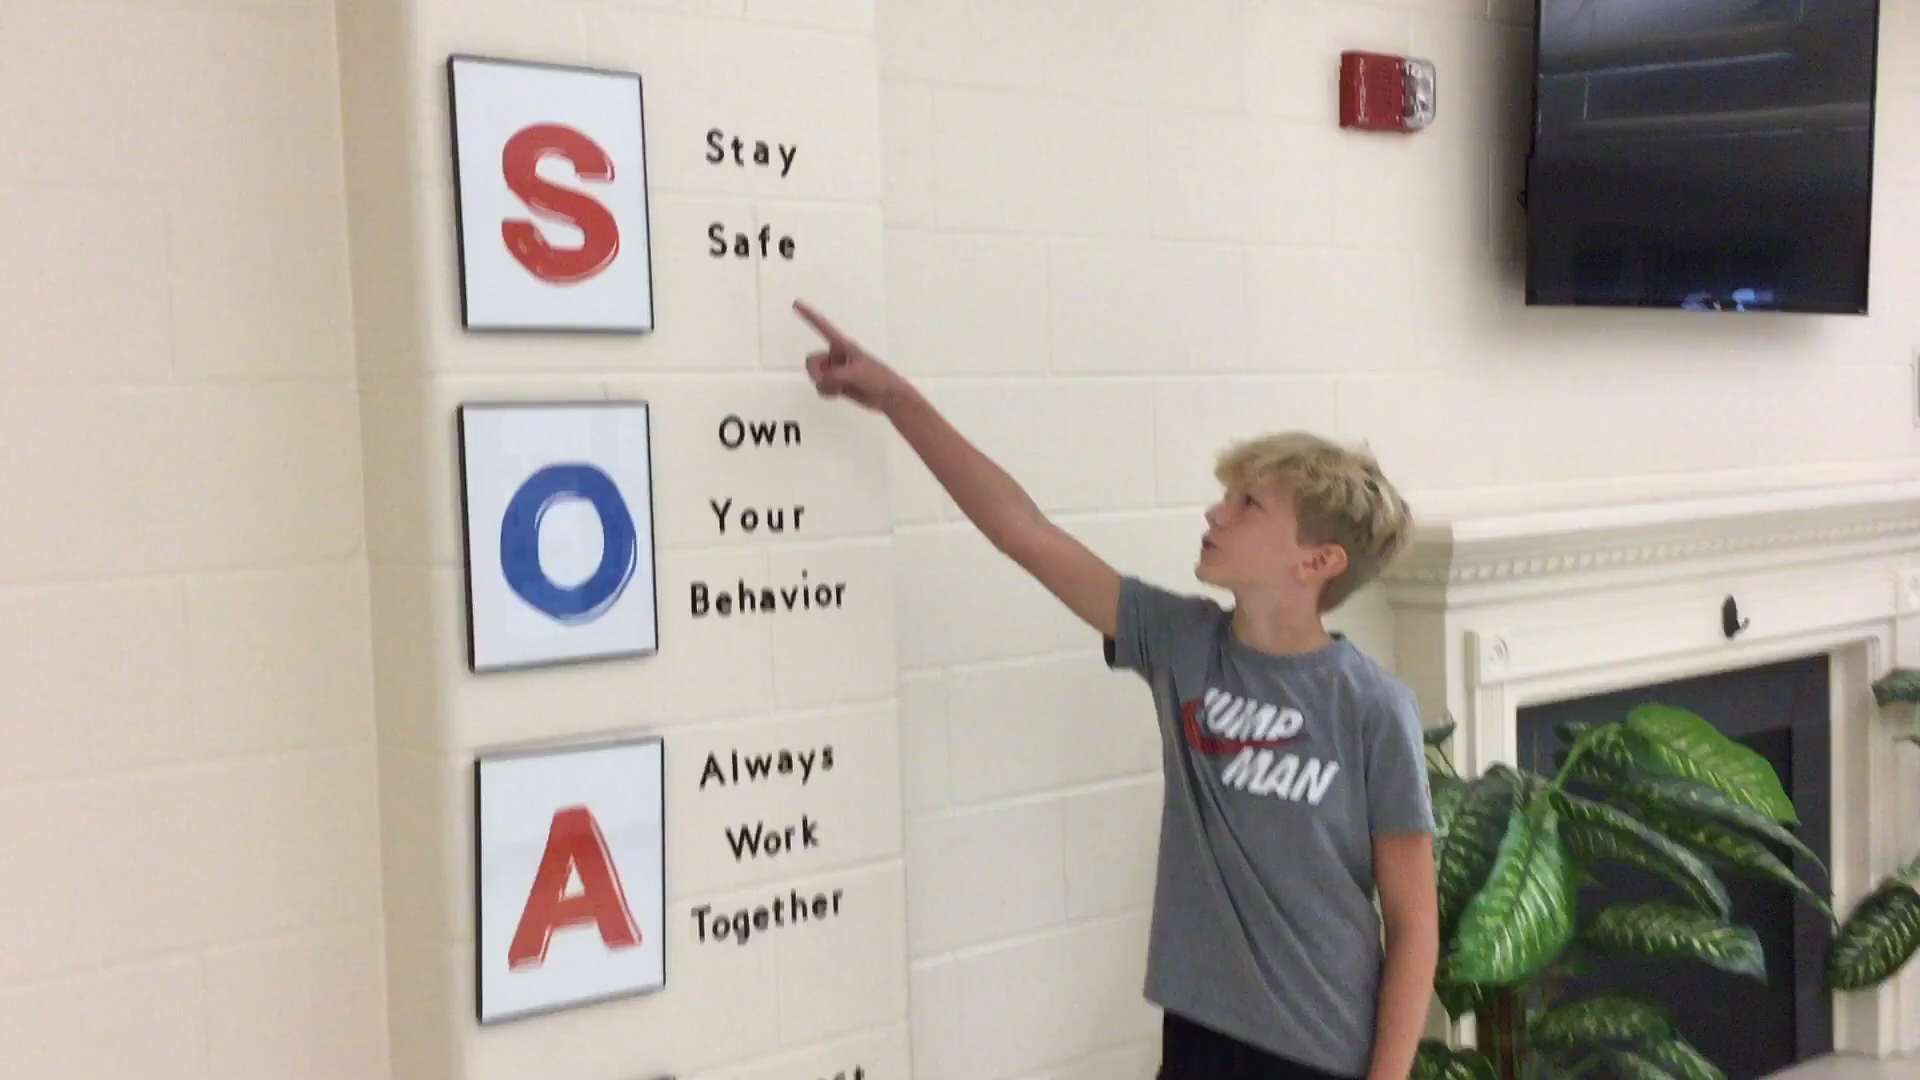 S
Stay
Safe
O
Own
Your
Behavior
A
Always
Work
Together
JUMP
MAN